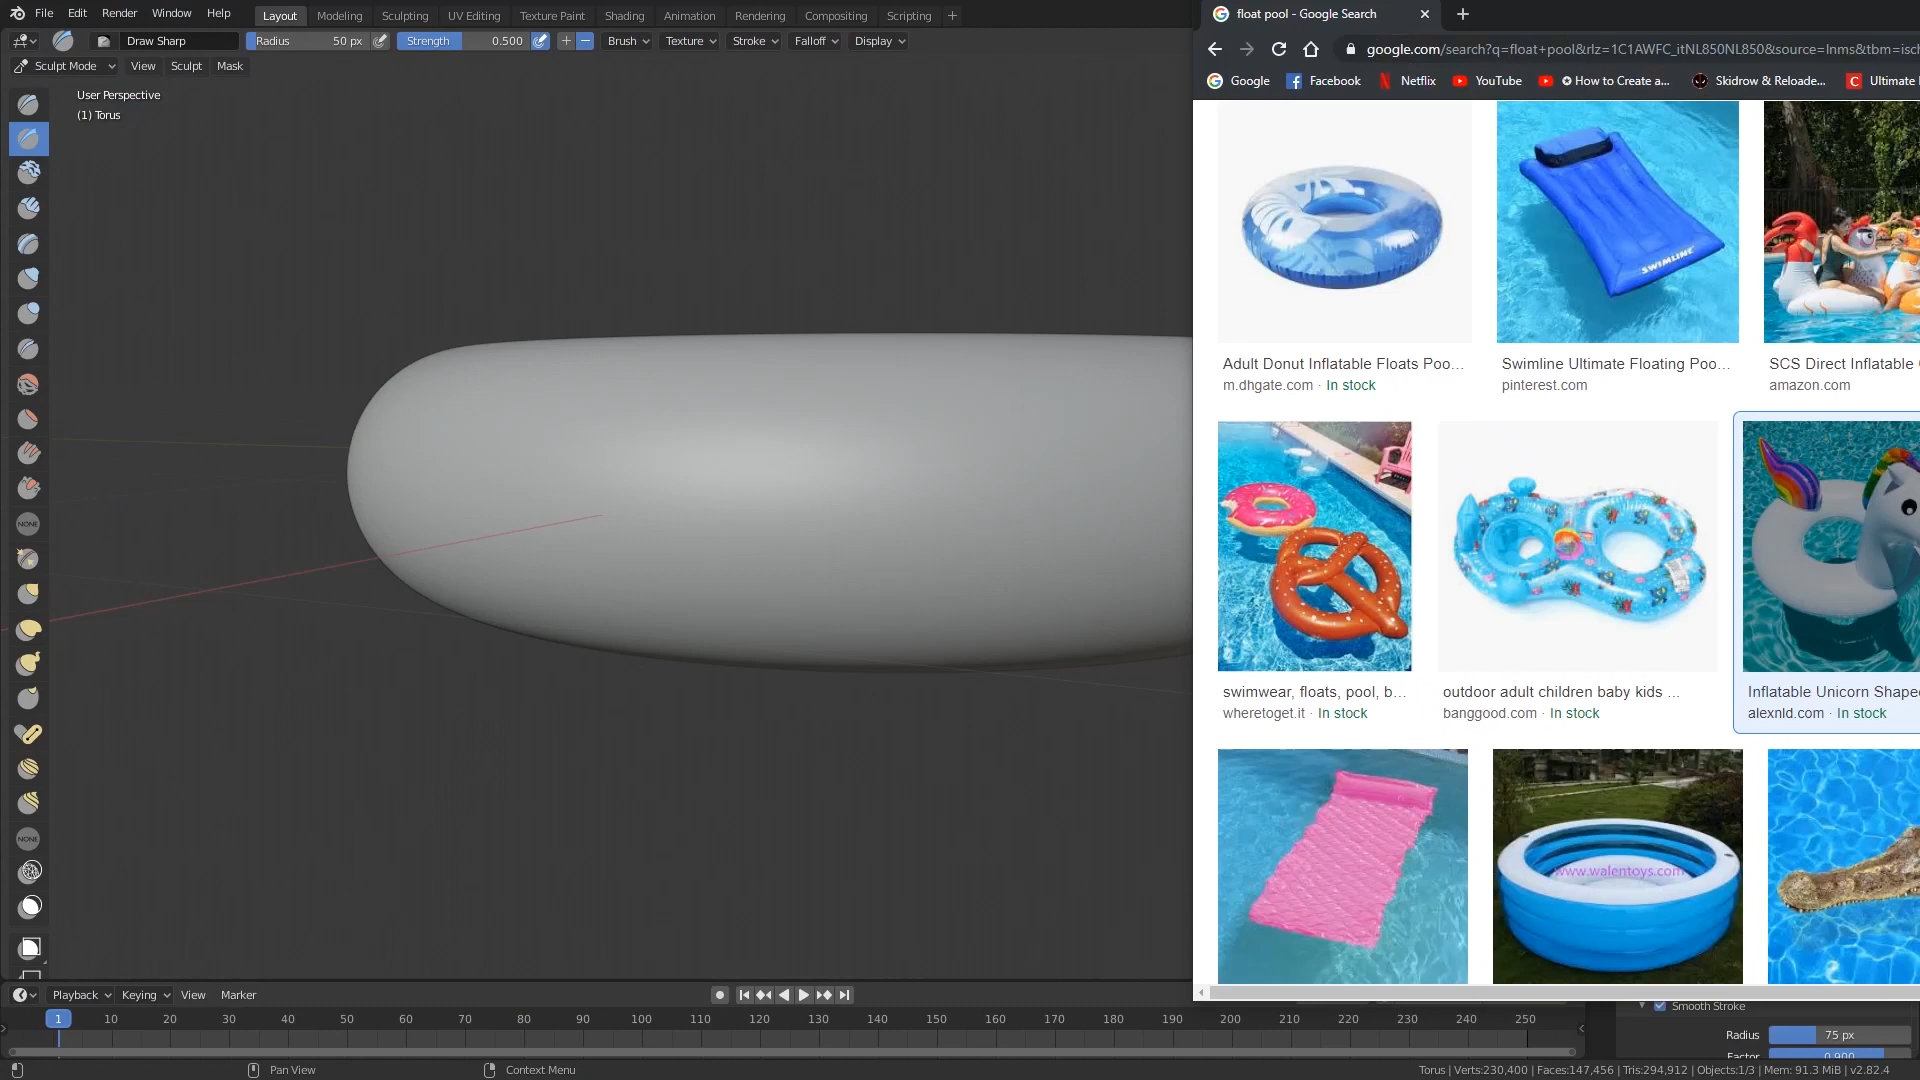 File Edit Render Window Help Layout Modeling Sculpting UV Editing Texture Paint Shading Animation Rendering Compositing Scripting +
Draw Sharp Radius 50 px Strength 0.500 Brush Texture Stroke Falloff Display
Sculpt Mode View Sculpt Mask
User Perspective
(1) Torus
NONE
NONE
float pool - Google Search
google.com/search?q=float+pool&rlz=1C1AWFC_itNL850NL850&source=lnms&tbm=isch
Google Facebook Netflix YouTube ✪ How to Create a... Skidrow & Reloade... Ultimate
SWIMLINE
Adult Donut Inflatable Floats Poo... Swimline Ultimate Floating Poo... SCS Direct Inflatable
m.dhgate.com · In stock pinterest.com amazon.com
swimwear, floats, pool, b... outdoor adult children baby kids ... Inflatable Unicorn Shape
wheretoget.it · In stock banggood.com · In stock alexnld.com · In stock
www.walentoys.com
Smooth Stroke
Radius 75 px
Factor 0.900
Playback Keying View Marker
1 10 20 30 40 50 60 70 80 90 100 110 120 130 140 150 160 170 180 190 200 210 220 230 240 250
Pan View Context Menu
Torus | Verts:230,400 | Faces:147,456 | Tris:294,912 | Objects:1/3 | Mem: 91.3 MiB | v2.82.4